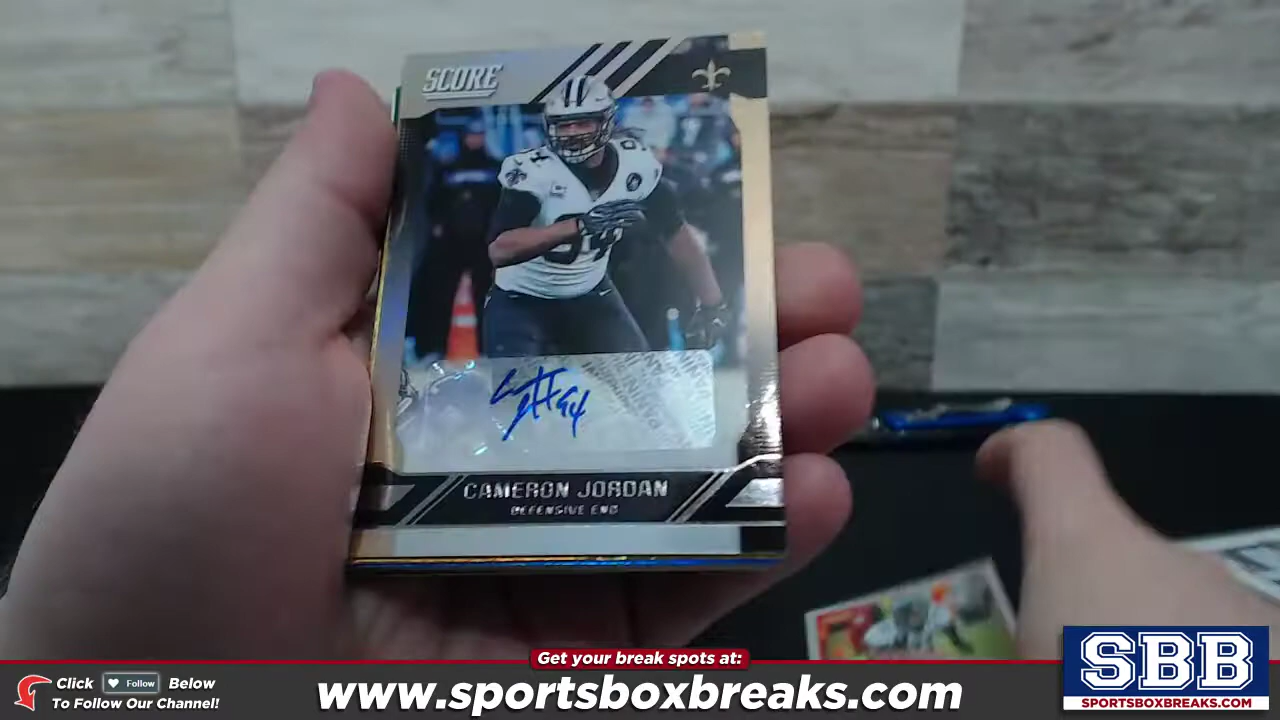 SCORE
94
CAMERON JORDAN
DEFENSIVE END
Get your break spots at:
Click Follow Below
To Follow Our Channel!
www.sportsboxbreaks.com
SBB
SPORTSBOXBREAKS.COM